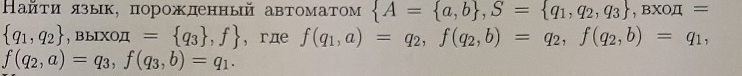 Найти язык, порожденный автоматом {A = {a, b}, S = {q₁, q₂, q₃}, вход =
{q₁, q₂}, выход = {q₃}, f}, где f(q₁, a) = q₂, f(q₂, b) = q₂, f(q₂, b) = q₁,
f(q₂, a) = q₃, f(q₃, b) = q₁.